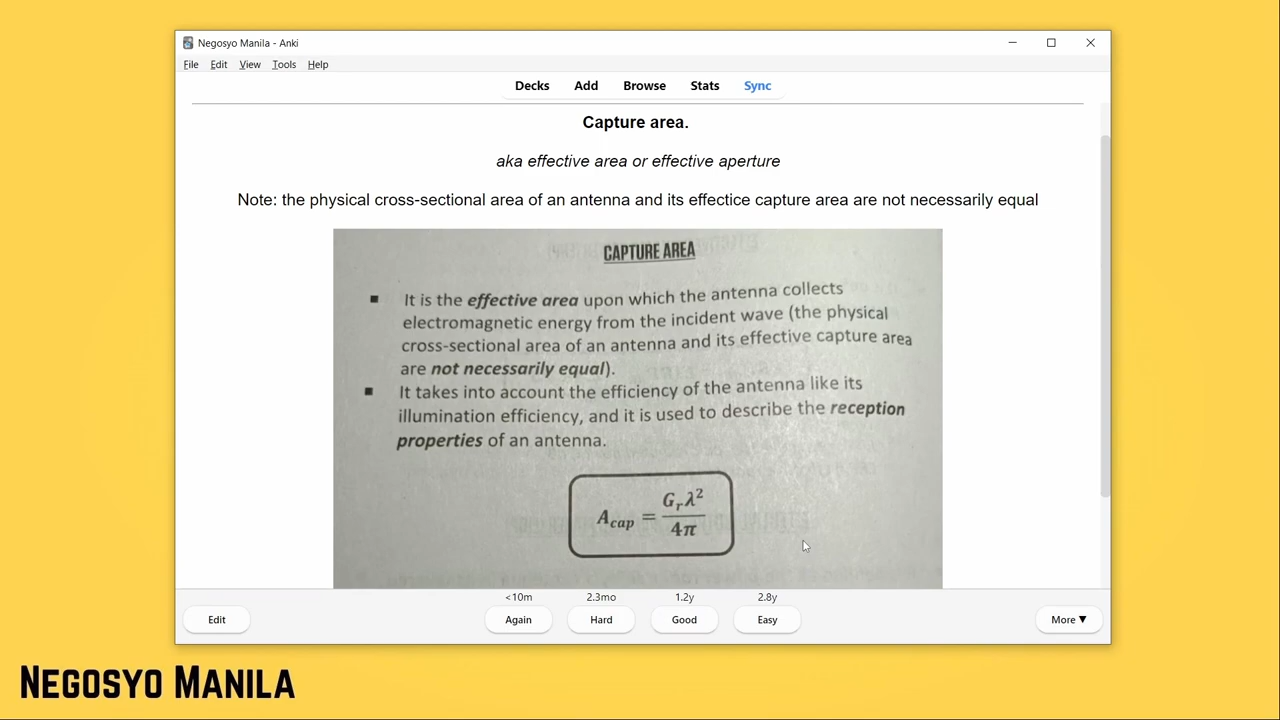 Negosyo Manila - Anki
File Edit View Tools Help
Decks Add Browse Stats Sync
Capture area.
aka effective area or effective aperture
Note: the physical cross-sectional area of an antenna and its effectice capture area are not necessarily equal
CAPTURE AREA
▪ It is the effective area upon which the antenna collects
electromagnetic energy from the incident wave (the physical
cross-sectional area of an antenna and its effective capture area
are not necessarily equal).
▪ It takes into account the efficiency of the antenna like its
illumination efficiency, and it is used to describe the reception
properties of an antenna.
A_cap = G_r λ² / 4π
<10m 2.3mo 1.2y 2.8y
Edit Again Hard Good Easy More ▼
NEGOSYO MANILA